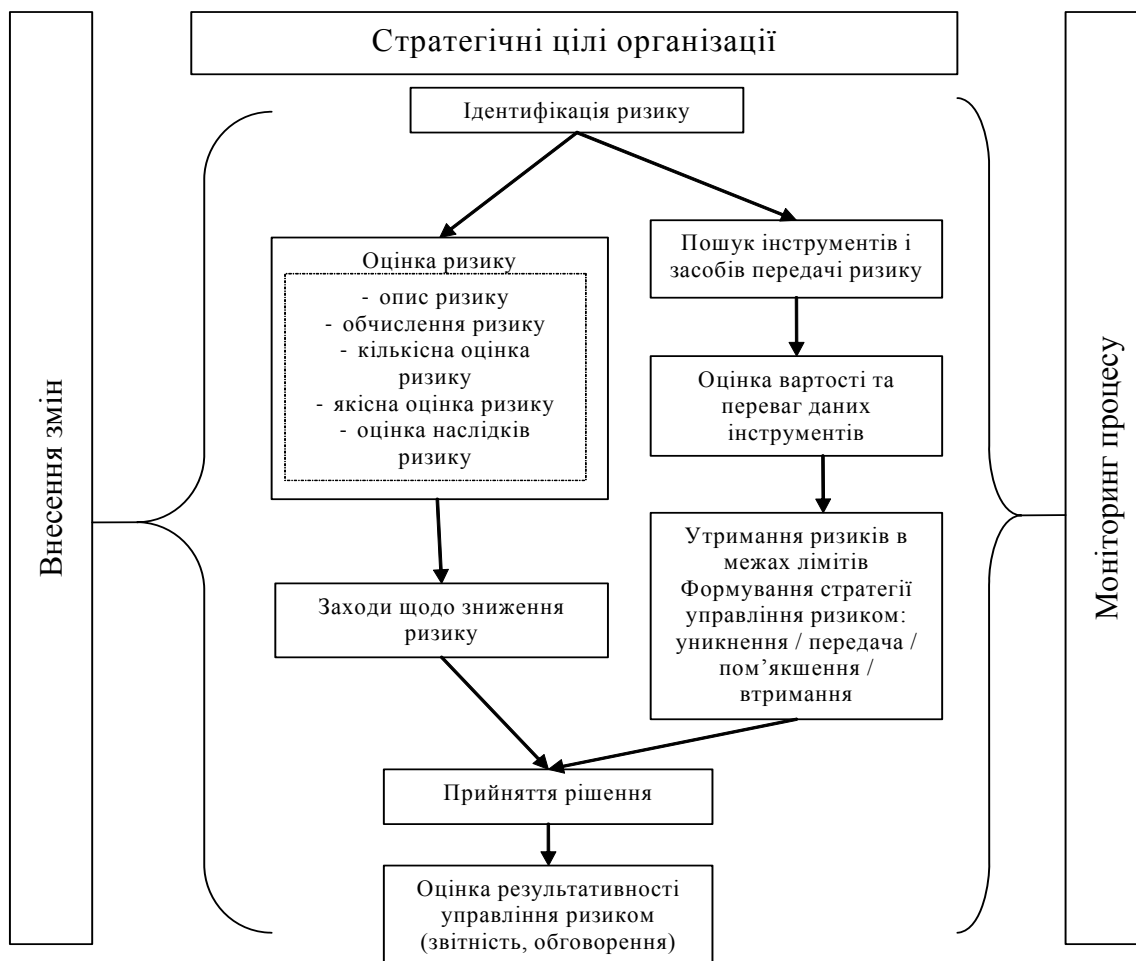 Стратегічні цілі організації
Внесення змін
Ідентифікація ризику
Оцінка ризику
- опис ризику
- обчислення ризику
- кількісна оцінка
ризику
- якісна оцінка ризику
- оцінка наслідків
ризику
Заходи щодо зниження
ризику
Пошук інструментів і
засобів передачі ризику
Оцінка вартості та
переваг даних
інструментів
Утримання ризиків в
межах лімітів
Формування стратегії
управління ризиком:
уникнення / передача /
пом’якшення /
втримання
Прийняття рішення
Оцінка результативності
управління ризиком
(звітність, обговорення)
Моніторинг процесу